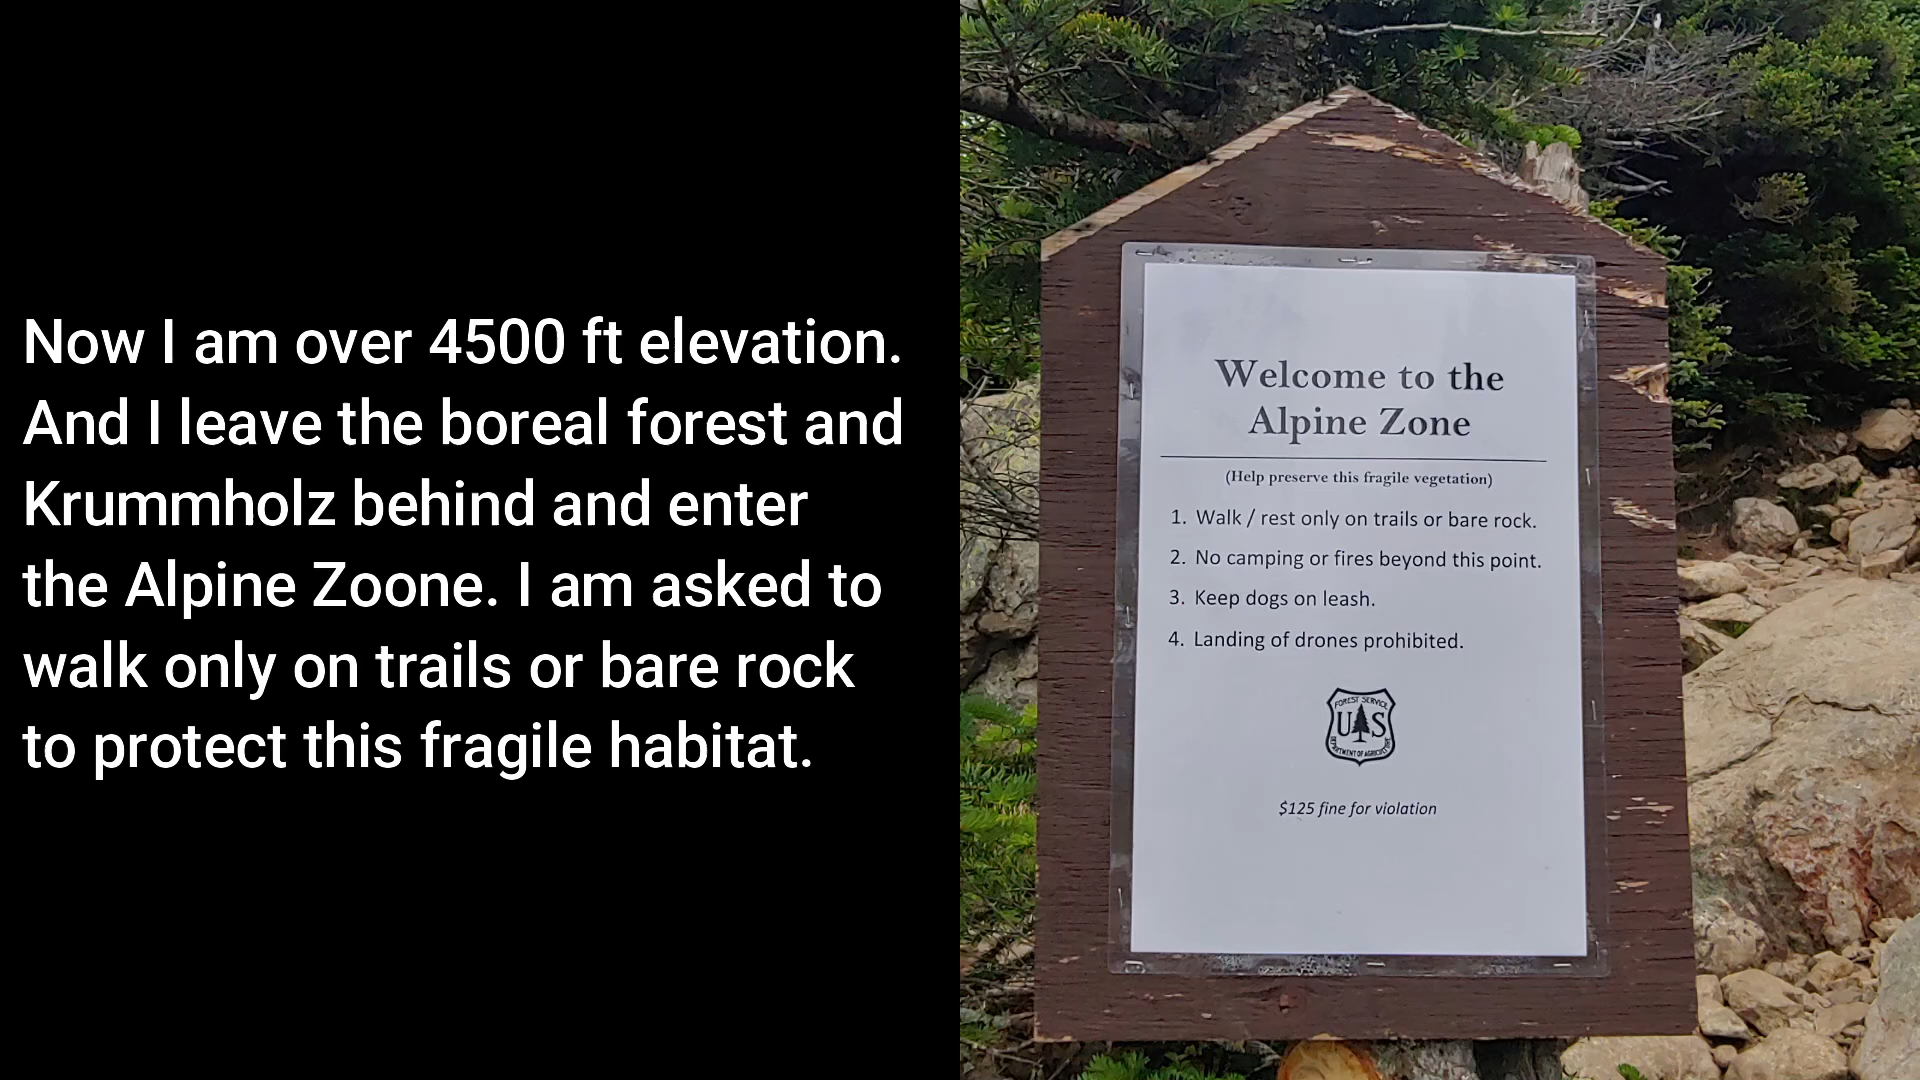 Now I am over 4500 ft elevation.
And I leave the boreal forest and
Krummholz behind and enter
the Alpine Zoone. I am asked to
walk only on trails or bare rock
to protect this fragile habitat.
Welcome to the
Alpine Zone
(Help preserve this fragile vegetation)
1. Walk / rest only on trails or bare rock.
2. No camping or fires beyond this point.
3. Keep dogs on leash.
4. Landing of drones prohibited.
FOREST SERVICE
U S
DEPARTMENT OF AGRICULTURE
$125 fine for violation